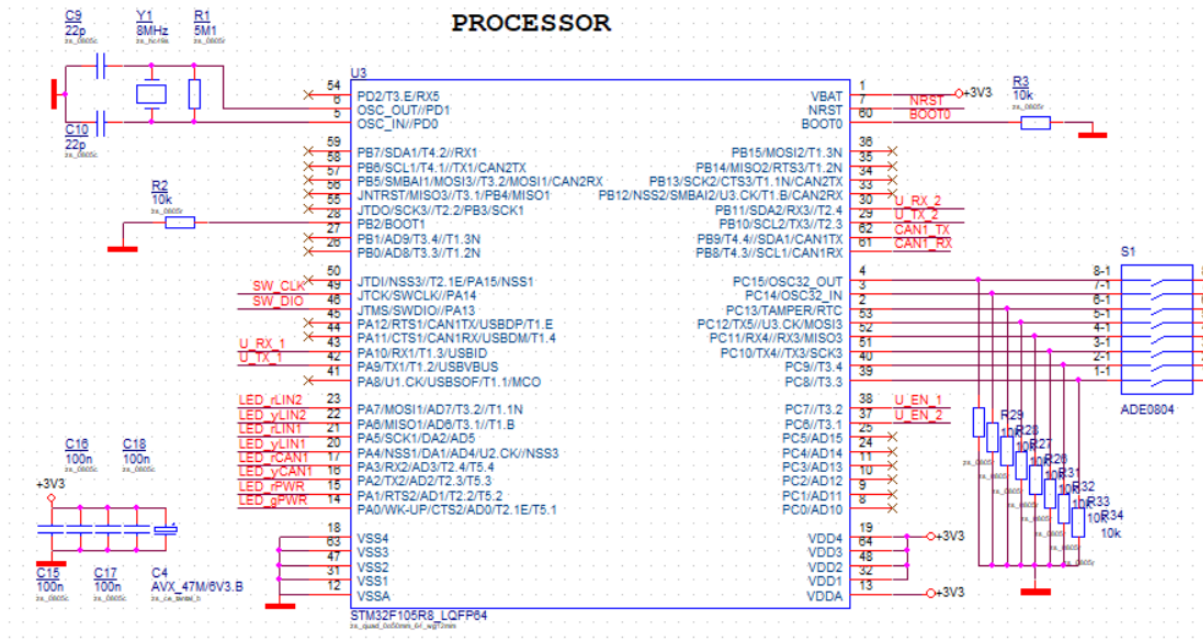 PROCESSOR
C9
22p
Y1
8MHz
R1
5M1
C10
22p
R2
10k
R3
10k
U3
54 PD2/T3.E/RX5
6 OSC_OUT//PD1
5 OSC_IN//PD0
59 PB7/SDA1/T4.2//RX1
58 PB6/SCL1/T4.1//TX1/CAN2TX
57 PB5/SMBAI1/MOSI3//T3.2/MOSI1/CAN2RX
56 JNTRST/MISO3//T3.1/PB4/MISO1
55 JTDO/SCK3//T2.2/PB3/SCK1
28 PB2/BOOT1
27 PB1/AD9/T3.4//T1.3N
26 PB0/AD8/T3.3//T1.2N
50 JTDI/NSS3//T2.1E/PA15/NSS1
SW_CLK 49 JTCK/SWCLK//PA14
SW_DIO 46 JTMS/SWDIO//PA13
45 PA12/RTS1/CAN1TX/USBDP/T1.E
44 PA11/CTS1/CAN1RX/USBDM/T1.4
U_RX_1 43 PA10/RX1/T1.3/USBID
U_TX_1 42 PA9/TX1/T1.2/USBVBUS
41 PA8/U1.CK/USBSOF/T1.1/MCO
LED_rLIN2 23 PA7/MOSI1/AD7/T3.2//T1.1N
LED_yLIN2 22 PA6/MISO1/AD6/T3.1//T1.B
LED_rLIN1 21 PA5/SCK1/DA2/AD5
LED_yLIN1 20 PA4/NSS1/DA1/AD4/U2.CK//NSS3
LED_rCAN1 17 PA3/RX2/AD3/T2.4/T5.4
LED_yCAN1 16 PA2/TX2/AD2/T2.3/T5.3
LED_rPWR 15 PA1/RTS2/AD1/T2.2/T5.2
LED_gPWR 14 PA0/WK-UP/CTS2/AD0/T2.1E/T5.1
18 VSS4
63 VSS3
47 VSS2
31 VSS1
12 VSSA
VBAT 1 +3V3
NRST 7 NRST
BOOT0 60 BOOT0
PB15/MOSI2/T1.3N 36
PB14/MISO2/RTS3/T1.2N 35
PB13/SCK2/CTS3/T1.1N/CAN2TX 34
PB12/NSS2/SMBAI2/U3.CK/T1.B/CAN2RX 33
PB11/SDA2/RX3//T2.4 30 U_RX_2
PB10/SCL2/TX3//T2.3 29 U_TX_2
PB9/T4.4//SDA1/CAN1TX 62 CAN1_TX
PB8/T4.3//SCL1/CAN1RX 61 CAN1_RX
PC15/OSC32_OUT 4
PC14/OSC32_IN 3
PC13/TAMPER/RTC 2
PC12/TX5//U3.CK/MOSI3 53
PC11/RX4//RX3/MISO3 52
PC10/TX4//TX3/SCK3 51
PC9//T3.4 40
PC8//T3.3 39
PC7//T3.2 38 U_EN_1
PC6//T3.1 37 U_EN_2
PC5/AD15 25
PC4/AD14 24
PC3/AD13 11
PC2/AD12 10
PC1/AD11 9
PC0/AD10 8
VDD4 19 +3V3
VDD3 64
VDD2 48
VDD1 32
VDDA 13 +3V3
STM32F105R8_LQFP64
S1
8-1
7-1
6-1
5-1
4-1
3-1
2-1
1-1
ADE0804
R29
10k
R28
10k
R27
10k
R26
10k
R31
10k
R32
10k
R33
10k
R34
10k
C16
100n
C18
100n
+3V3
C15
100n
C17
100n
C4
AVX_47M/6V3.B